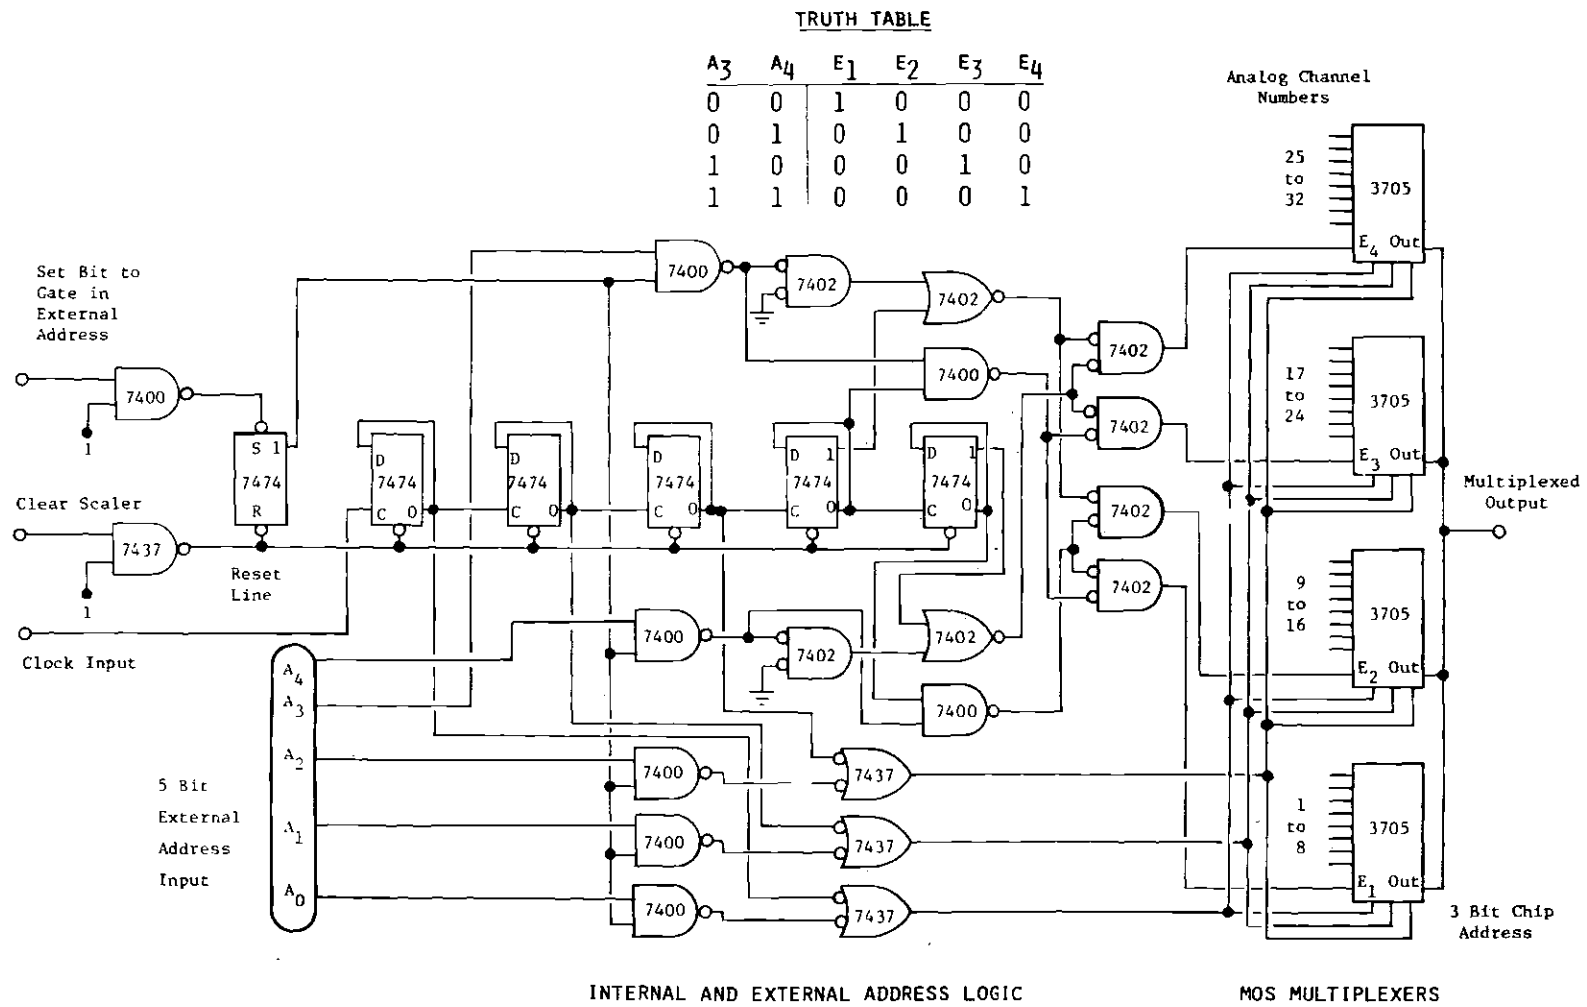 TRUTH TABLE
A3 A4 E1 E2 E3 E4
0 0 1 0 0 0
0 1 0 1 0 0
1 0 0 0 1 0
1 1 0 0 0 1
Analog Channel
Numbers
25
to
32
3705
E4 Out
Set Bit to
Gate in
External
Address
7400
1
7400
7402
7402
7400
7402
7402
17
to
24
3705
E3 Out
S 1
7474
R
D
7474
C 0
D
7474
C 0
D
7474
C 0
D 1
7474
C 0
D 1
7474
C 0
Multiplexed
Output
Clear Scaler
7437
1
Reset
Line
7402
7402
9
to
16
3705
E2 Out
Clock Input
7400
7402
7402
7400
A4
A3
A2
A1
A0
5 Bit
External
Address
Input
7400
7437
7400
7437
7400
7437
1
to
8
3705
E1 Out
3 Bit Chip
Address
INTERNAL AND EXTERNAL ADDRESS LOGIC
MOS MULTIPLEXERS